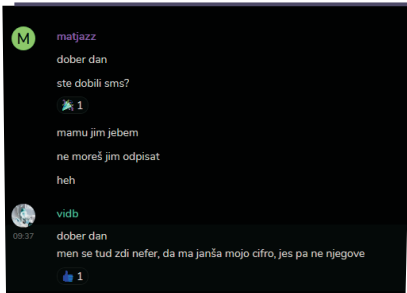 M
matjazz
dober dan
ste dobili sms?
🎉 1
mamu jim jebem
ne moreš jim odpisat
heh
vidb
09:37
dober dan
men se tud zdi nefer, da ma janša mojo cifro, jes pa ne njegove
👍 1